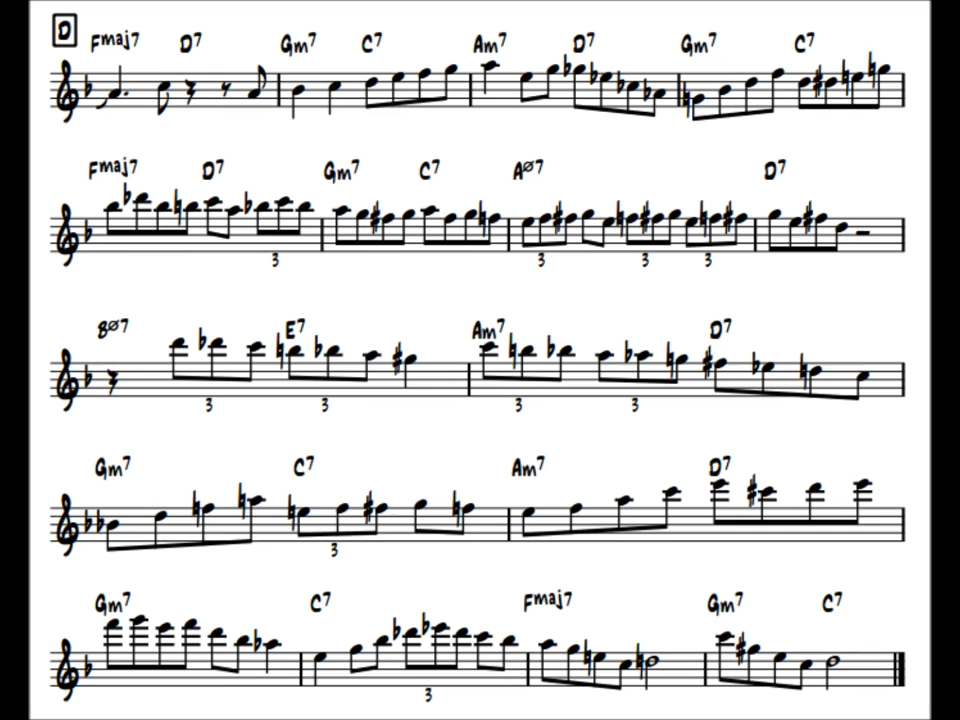 D
Fmaj7 D7 Gm7 C7 Am7 D7 Gm7 C7
Fmaj7 D7 Gm7 C7 Aø7 D7
3 3 3 3
Bø7 E7 Am7 D7
3 3 3 3
Gm7 C7 Am7 D7
3
Gm7 C7 Fmaj7 Gm7 C7
3